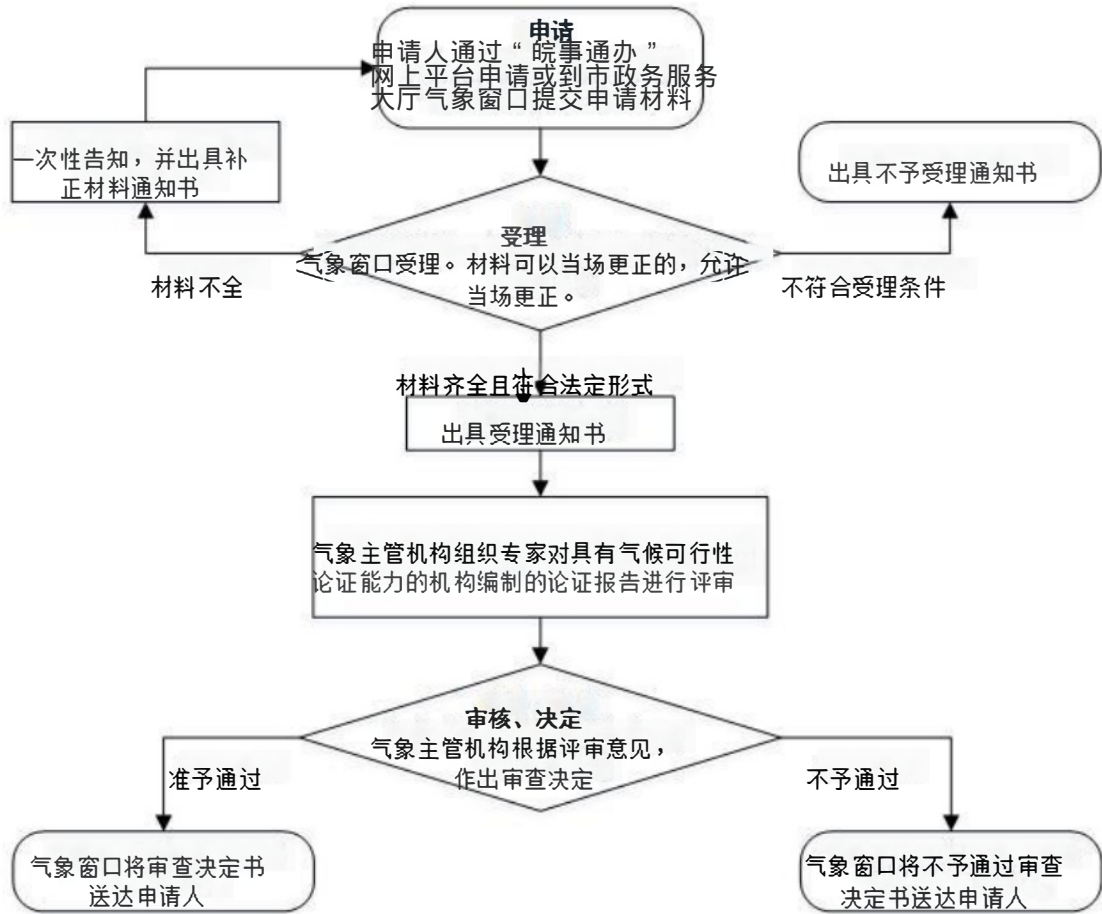 申请
申请人通过“皖事通办”
网上平台申请或到市政务服务
大厅气象窗口提交申请材料
一次性告知，并出具补
正材料通知书
出具不予受理通知书
受理
气象窗口受理。材料可以当场更正的，允许
当场更正。
材料不全
不符合受理条件
材料齐全且符合法定形式
出具受理通知书
气象主管机构组织专家对具有气候可行性
论证能力的机构编制的论证报告进行评审
审核、决定
气象主管机构根据评审意见，
作出审查决定
准予通过
不予通过
气象窗口将审查决定书
送达申请人
气象窗口将不予通过审查
决定书送达申请人